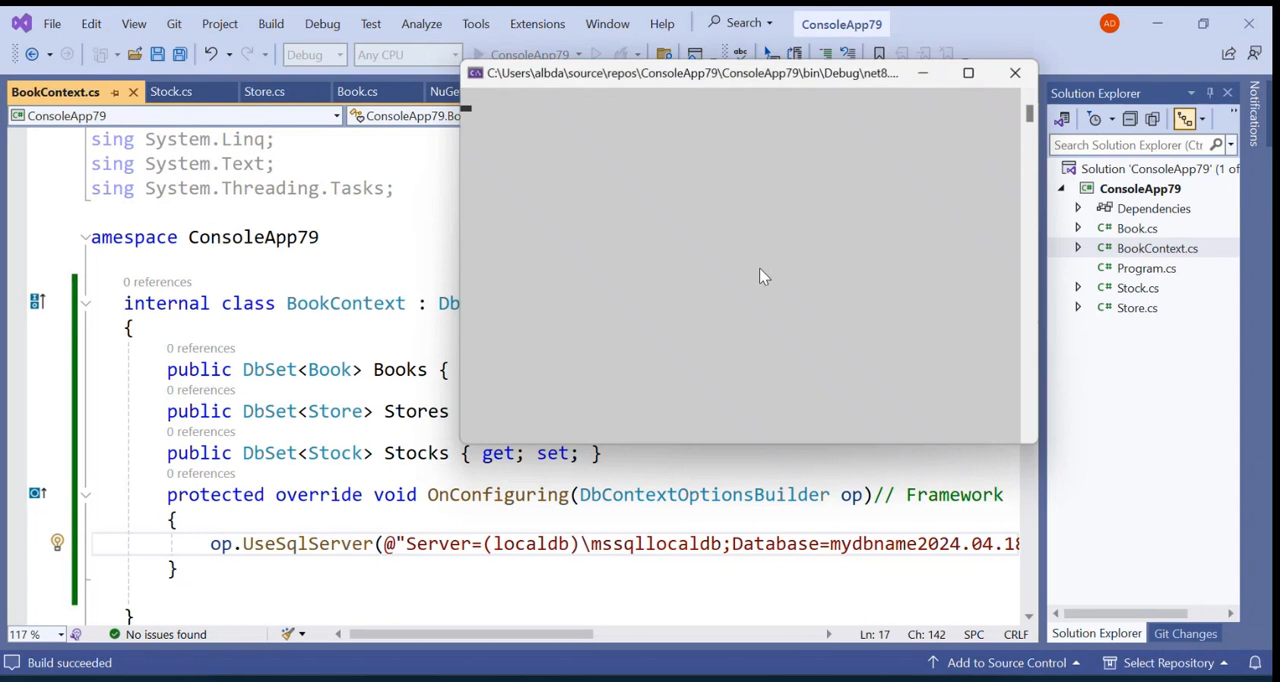 File Edit View Git Project Build Debug Test Analyze Tools Extensions Window Help Search ConsoleApp79 AD
Debug Any CPU ConsoleApp79
C:\Users\albda\source\repos\ConsoleApp79\ConsoleApp79\bin\Debug\net8....
BookContext.cs Stock.cs Store.cs Book.cs NuGe
ConsoleApp79 ConsoleApp79.Bo
sing System.Linq;
sing System.Text;
sing System.Threading.Tasks;
amespace ConsoleApp79
0 references
internal class BookContext : Db
{
0 references
public DbSet<Book> Books {
0 references
public DbSet<Store> Stores
0 references
public DbSet<Stock> Stocks { get; set; }
0 references
protected override void OnConfiguring(DbContextOptionsBuilder op)// Framework
{
op.UseSqlServer(@"Server=(localdb)\mssqllocaldb;Database=mydbname2024.04.18
}
}
117 % No issues found Ln: 17 Ch: 142 SPC CRLF
Solution Explorer
Search Solution Explorer (Ctr
Solution 'ConsoleApp79' (1 of
ConsoleApp79
Dependencies
C# Book.cs
C# BookContext.cs
C# Program.cs
C# Stock.cs
C# Store.cs
Solution Explorer Git Changes
Notifications
Build succeeded Add to Source Control Select Repository